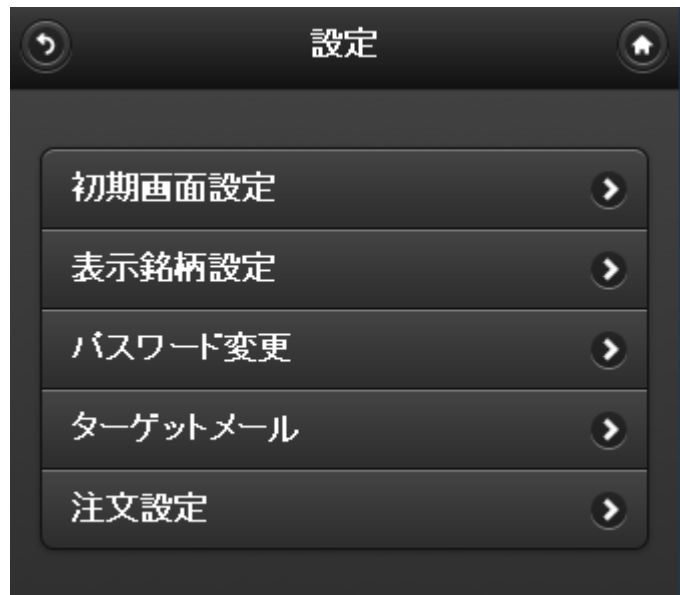 設定
初期画面設定
表示銘柄設定
パスワード変更
ターゲットメール
注文設定